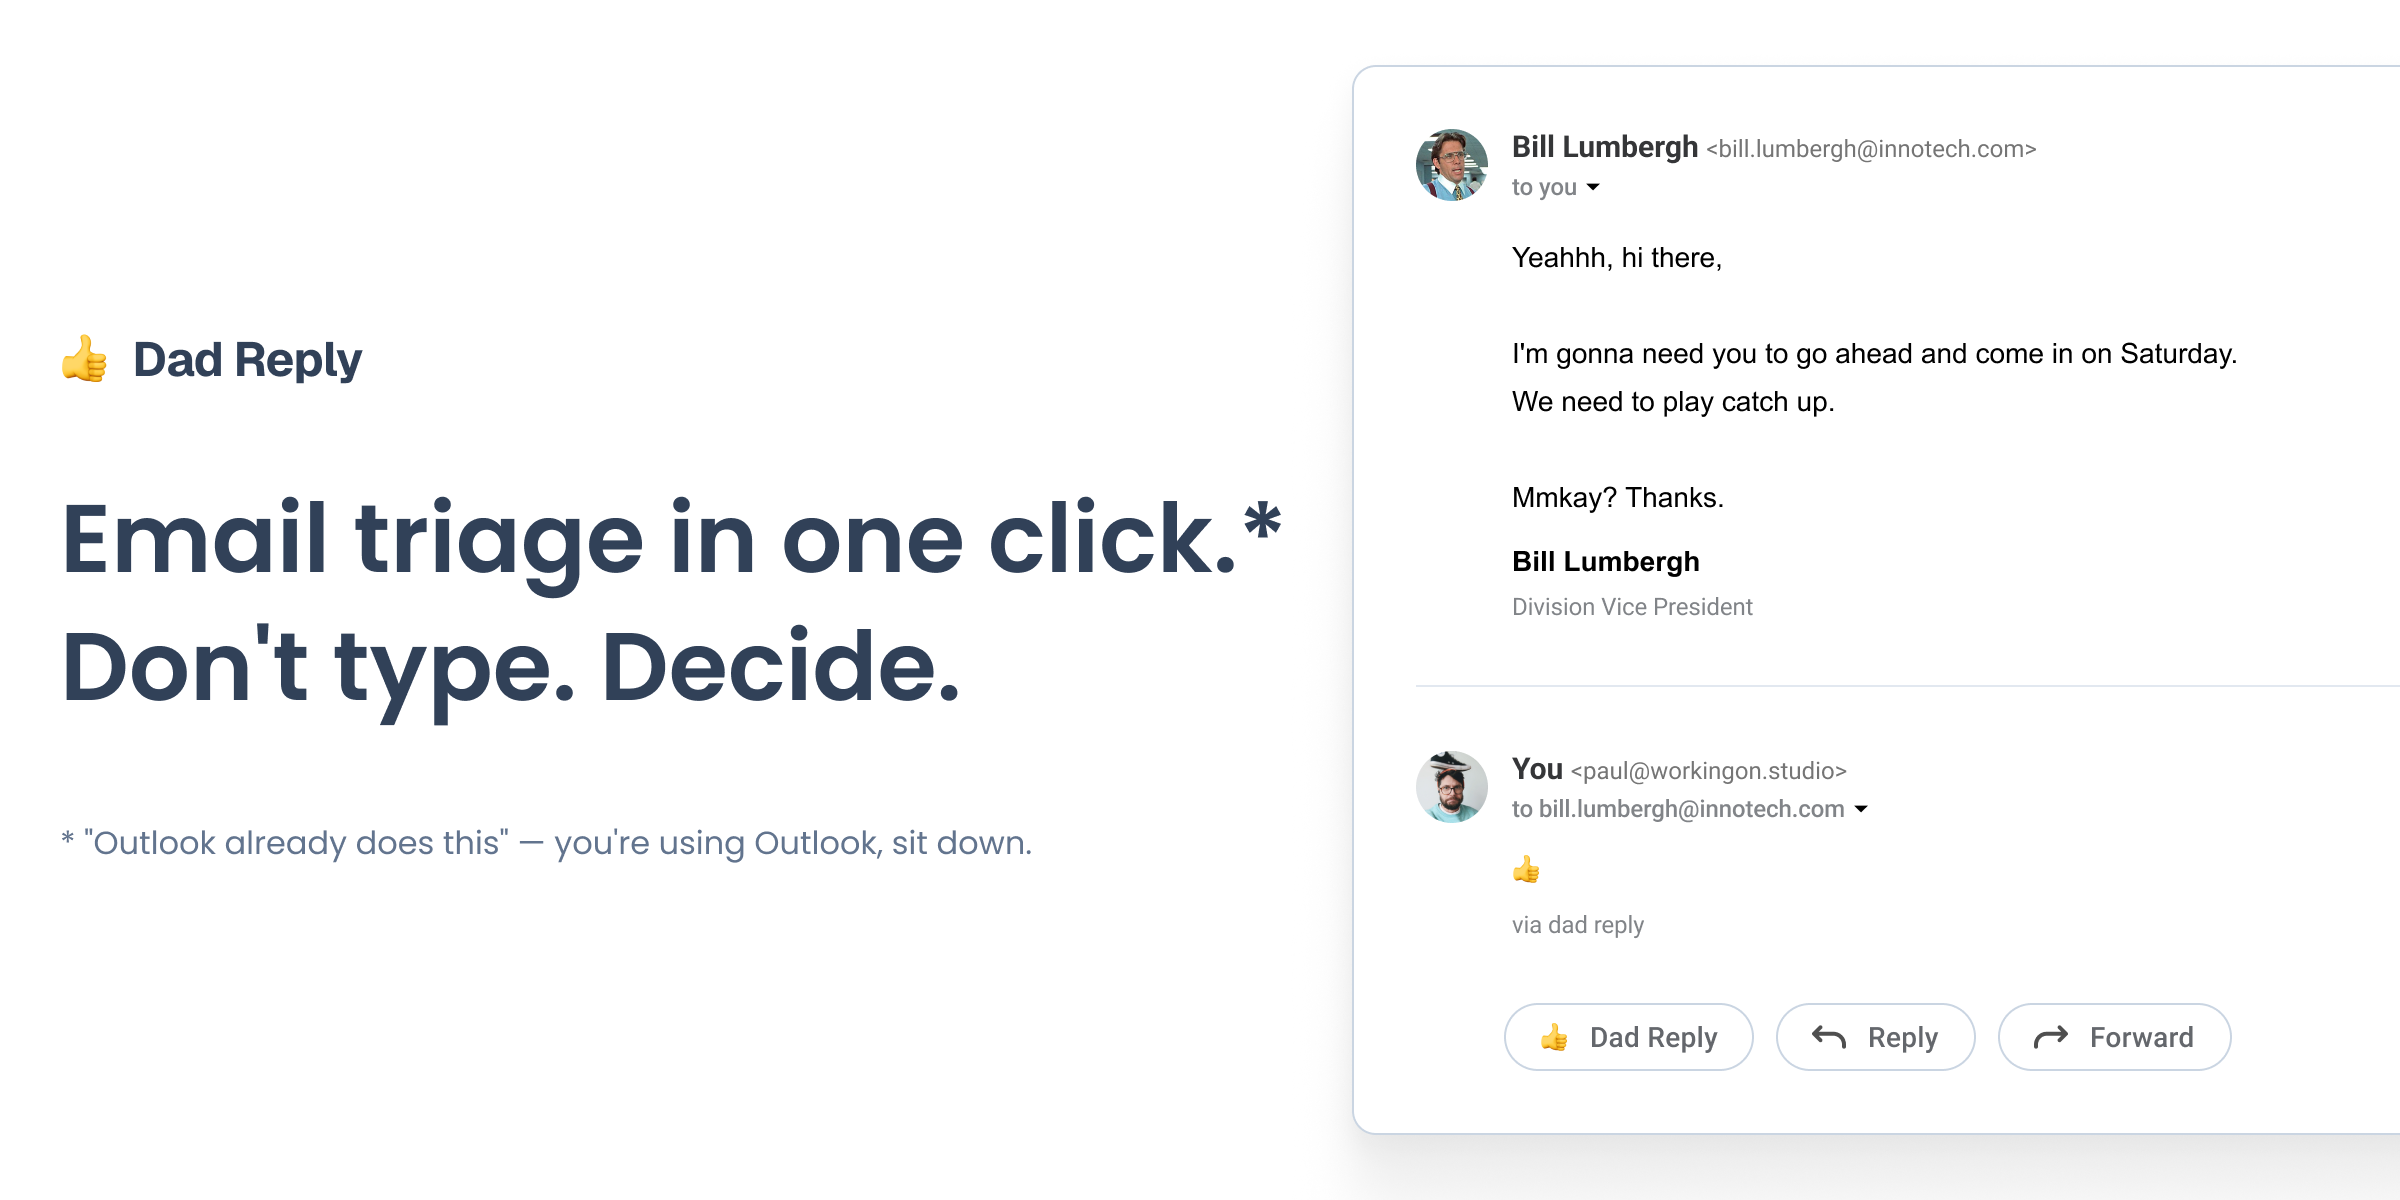 👍 Dad Reply
Email triage in one click.*
Don't type. Decide.
* "Outlook already does this" — you're using Outlook, sit down.
Bill Lumbergh <bill.lumbergh@innotech.com>
to you
Yeahhh, hi there,
I'm gonna need you to go ahead and come in on Saturday.
We need to play catch up.
Mmkay? Thanks.
Bill Lumbergh
Division Vice President
You <paul@workingon.studio>
to bill.lumbergh@innotech.com
👍
via dad reply
👍 Dad Reply
Reply
Forward